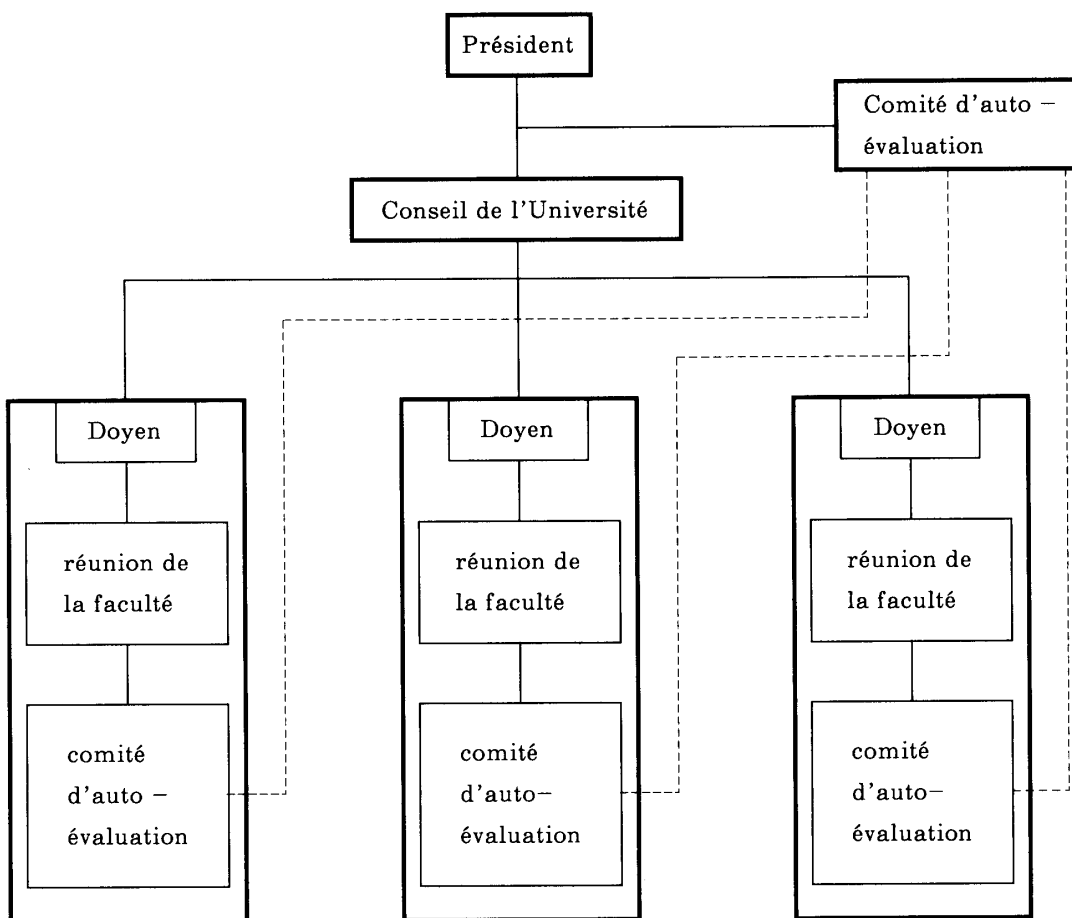 Président
Comité d'auto –
évaluation
Conseil de l'Université
Doyen
réunion de
la faculté
comité
d'auto –
évaluation
Doyen
réunion de
la faculté
comité
d'auto–
évaluation
Doyen
réunion de
la faculté
comité
d'auto–
évaluation